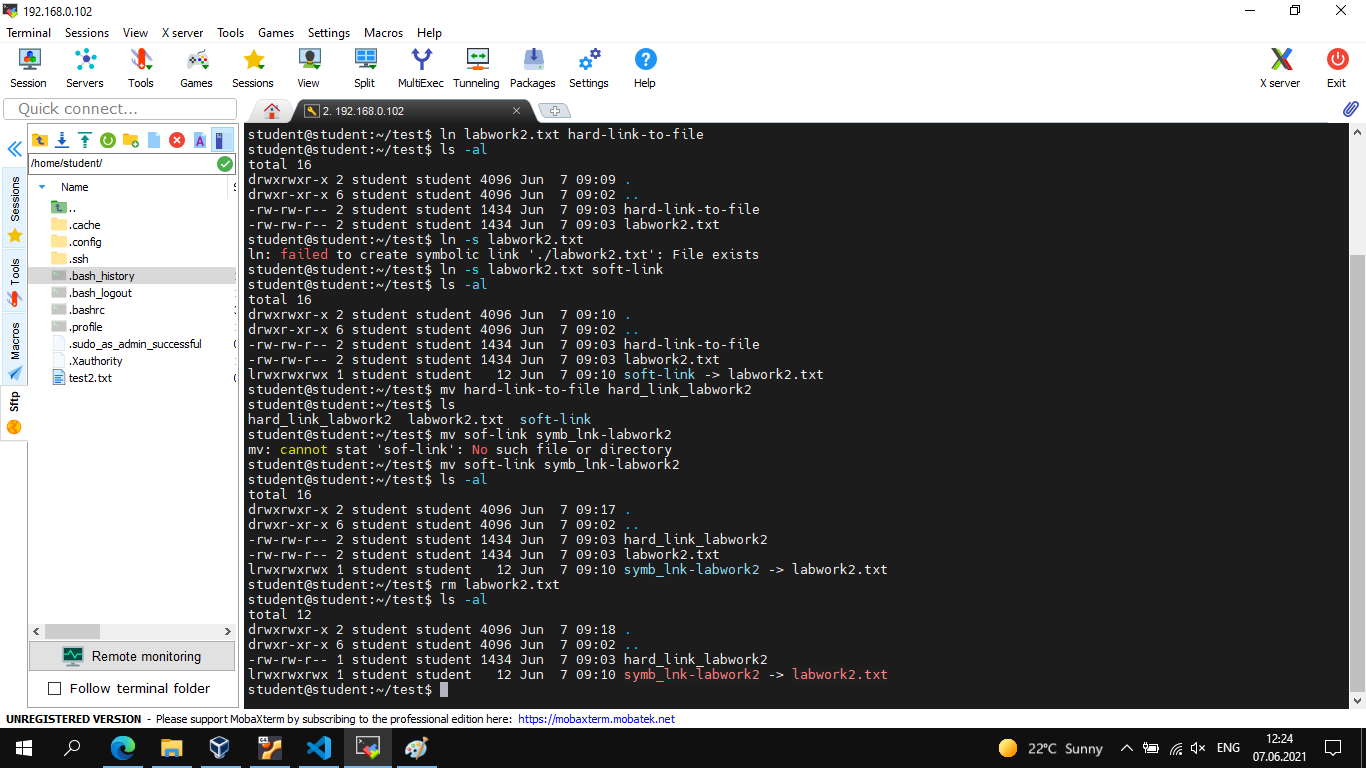 192.168.0.102
Terminal Sessions View X server Tools Games Settings Macros Help
Session Servers Tools Games Sessions View Split MultiExec Tunneling Packages Settings Help X server Exit
Quick connect...
2. 192.168.0.102
/home/student/
Name
..
.cache
.config
.ssh
.bash_history
.bash_logout
.bashrc
.profile
.sudo_as_admin_successful
.Xauthority
test2.txt
Sessions
Tools
Macros
Sftp
Remote monitoring
Follow terminal folder
student@student:~/test$ ln labwork2.txt hard-link-to-file
student@student:~/test$ ls -al
total 16
drwxrwxr-x 2 student student 4096 Jun  7 09:09 .
drwxr-xr-x 6 student student 4096 Jun  7 09:02 ..
-rw-rw-r-- 2 student student 1434 Jun  7 09:03 hard-link-to-file
-rw-rw-r-- 2 student student 1434 Jun  7 09:03 labwork2.txt
student@student:~/test$ ln -s labwork2.txt
ln: failed to create symbolic link './labwork2.txt': File exists
student@student:~/test$ ln -s labwork2.txt soft-link
student@student:~/test$ ls -al
total 16
drwxrwxr-x 2 student student 4096 Jun  7 09:10 .
drwxr-xr-x 6 student student 4096 Jun  7 09:02 ..
-rw-rw-r-- 2 student student 1434 Jun  7 09:03 hard-link-to-file
-rw-rw-r-- 2 student student 1434 Jun  7 09:03 labwork2.txt
lrwxrwxrwx 1 student student   12 Jun  7 09:10 soft-link -> labwork2.txt
student@student:~/test$ mv hard-link-to-file hard_link_labwork2
student@student:~/test$ ls
hard_link_labwork2  labwork2.txt  soft-link
student@student:~/test$ mv sof-link symb_lnk-labwork2
mv: cannot stat 'sof-link': No such file or directory
student@student:~/test$ mv soft-link symb_lnk-labwork2
student@student:~/test$ ls -al
total 16
drwxrwxr-x 2 student student 4096 Jun  7 09:17 .
drwxr-xr-x 6 student student 4096 Jun  7 09:02 ..
-rw-rw-r-- 2 student student 1434 Jun  7 09:03 hard_link_labwork2
-rw-rw-r-- 2 student student 1434 Jun  7 09:03 labwork2.txt
lrwxrwxrwx 1 student student   12 Jun  7 09:10 symb_lnk-labwork2 -> labwork2.txt
student@student:~/test$ rm labwork2.txt
student@student:~/test$ ls -al
total 12
drwxrwxr-x 2 student student 4096 Jun  7 09:18 .
drwxr-xr-x 6 student student 4096 Jun  7 09:02 ..
-rw-rw-r-- 1 student student 1434 Jun  7 09:03 hard_link_labwork2
lrwxrwxrwx 1 student student   12 Jun  7 09:10 symb_lnk-labwork2 -> labwork2.txt
student@student:~/test$
UNREGISTERED VERSION - Please support MobaXterm by subscribing to the professional edition here: https://mobaxterm.mobatek.net
22°C Sunny
ENG
12:24
07.06.2021